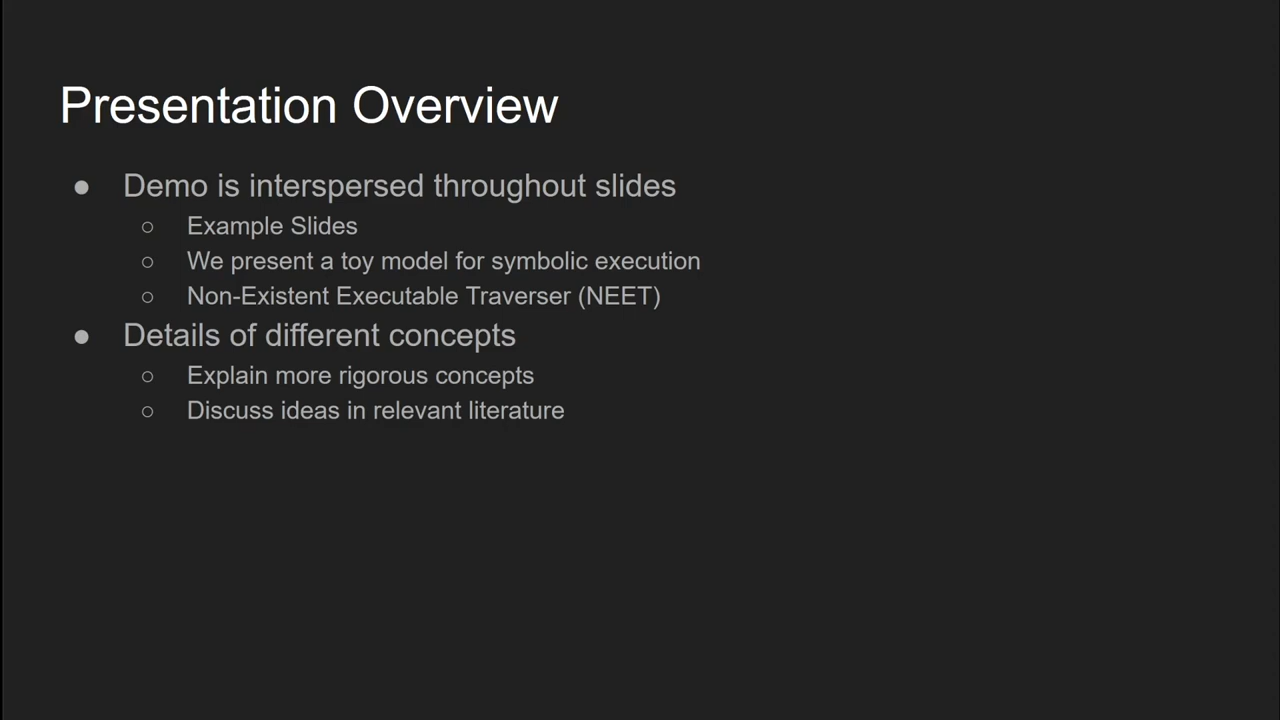 Presentation Overview
● Demo is interspersed throughout slides
○ Example Slides
○ We present a toy model for symbolic execution
○ Non-Existent Executable Traverser (NEET)
● Details of different concepts
○ Explain more rigorous concepts
○ Discuss ideas in relevant literature